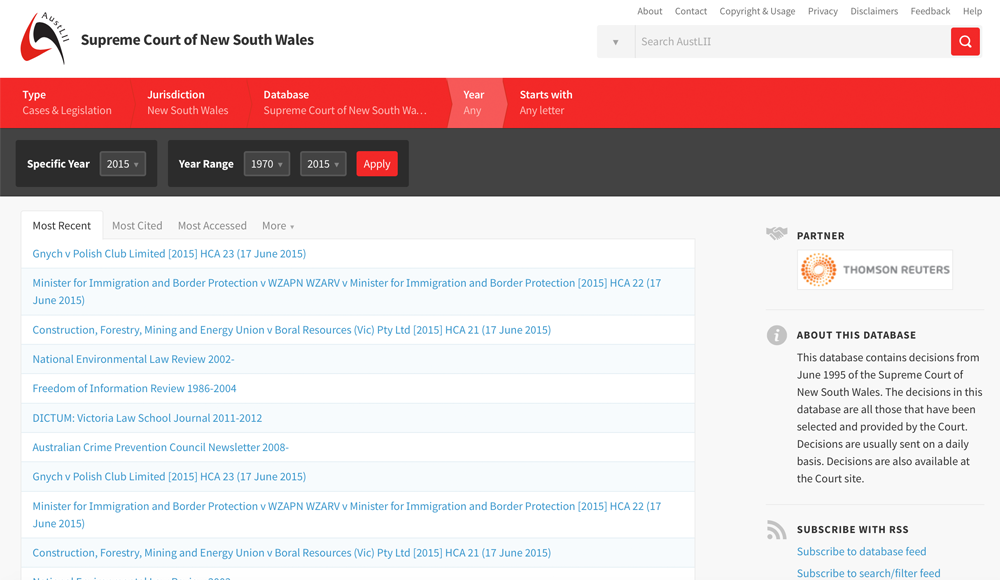 About Contact Copyright & Usage Privacy Disclaimers Feedback Help
AustLII
Supreme Court of New South Wales
Search AustLII
Type Jurisdiction Database Year Starts with
Cases & Legislation New South Wales Supreme Court of New South Wa... Any Any letter
Specific Year 2015 Year Range 1970 2015 Apply
Most Recent Most Cited Most Accessed More
Gnych v Polish Club Limited [2015] HCA 23 (17 June 2015)
Minister for Immigration and Border Protection v WZAPN WZARV v Minister for Immigration and Border Protection [2015] HCA 22 (17
June 2015)
Construction, Forestry, Mining and Energy Union v Boral Resources (Vic) Pty Ltd [2015] HCA 21 (17 June 2015)
National Environmental Law Review 2002-
Freedom of Information Review 1986-2004
DICTUM: Victoria Law School Journal 2011-2012
Australian Crime Prevention Council Newsletter 2008-
Gnych v Polish Club Limited [2015] HCA 23 (17 June 2015)
Minister for Immigration and Border Protection v WZAPN WZARV v Minister for Immigration and Border Protection [2015] HCA 22 (17
June 2015)
Construction, Forestry, Mining and Energy Union v Boral Resources (Vic) Pty Ltd [2015] HCA 21 (17 June 2015)
PARTNER
THOMSON REUTERS
ABOUT THIS DATABASE
This database contains decisions from
June 1995 of the Supreme Court of
New South Wales. The decisions in this
database are all those that have been
selected and provided by the Court.
Decisions are usually sent on a daily
basis. Decisions are also available at
the Court site.
SUBSCRIBE WITH RSS
Subscribe to database feed
Subscribe to search/filter feed